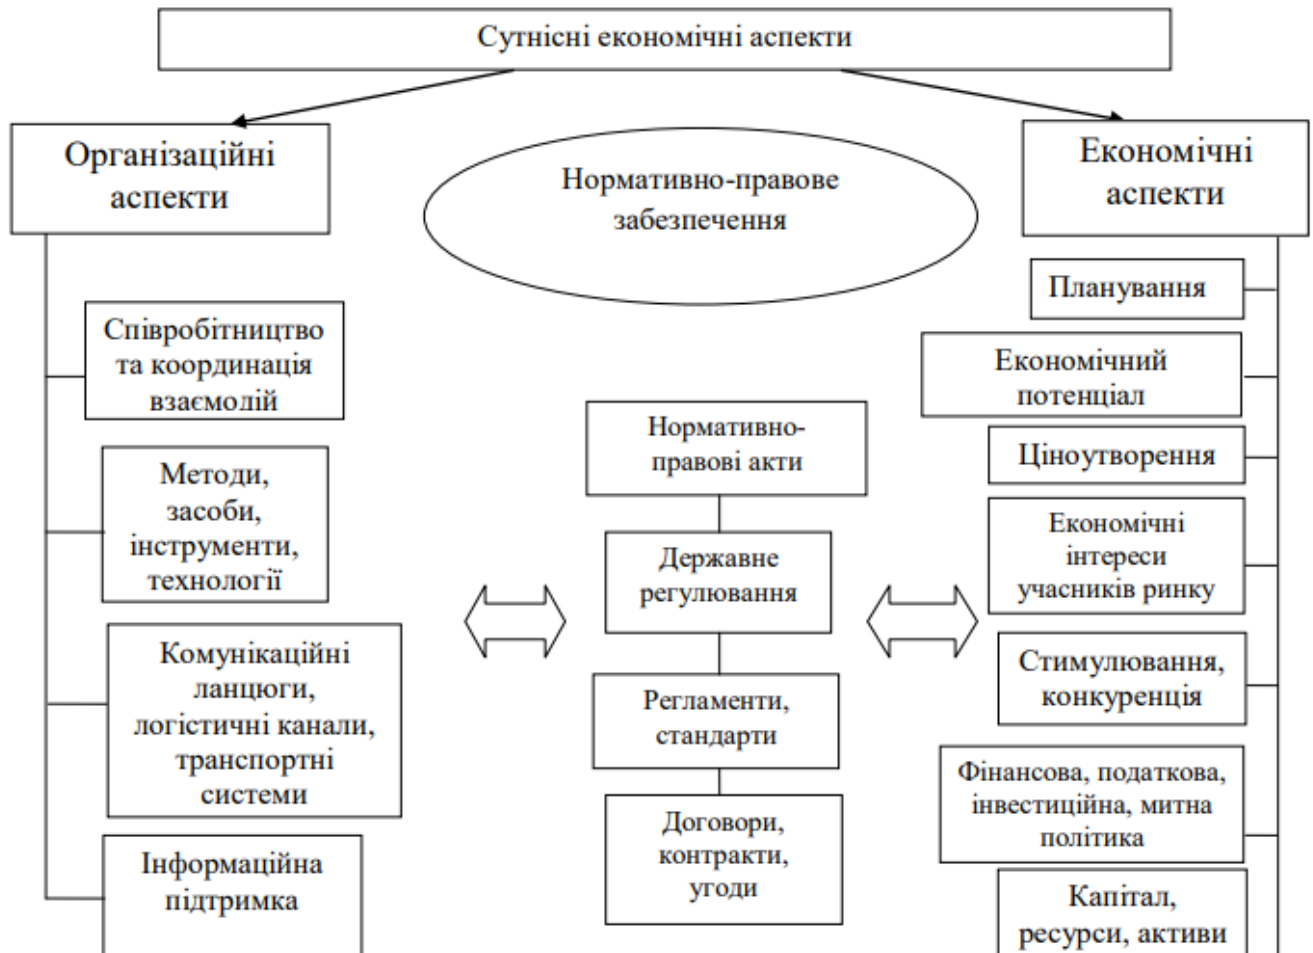 Сутнісні економічні аспекти
Організаційні
аспекти
Нормативно-правове
забезпечення
Економічні
аспекти
Співробітництво
та координація
взаємодій
Методи,
засоби,
інструменти,
технології
Комунікаційні
ланцюги,
логістичні канали,
транспортні
системи
Інформаційна
підтримка
Нормативно-
правові акти
Державне
регулювання
Регламенти,
стандарти
Договори,
контракти,
угоди
Планування
Економічний
потенціал
Ціноутворення
Економічні
інтереси
учасників ринку
Стимулювання,
конкуренція
Фінансова, податкова,
інвестиційна, митна
політика
Капітал,
ресурси, активи